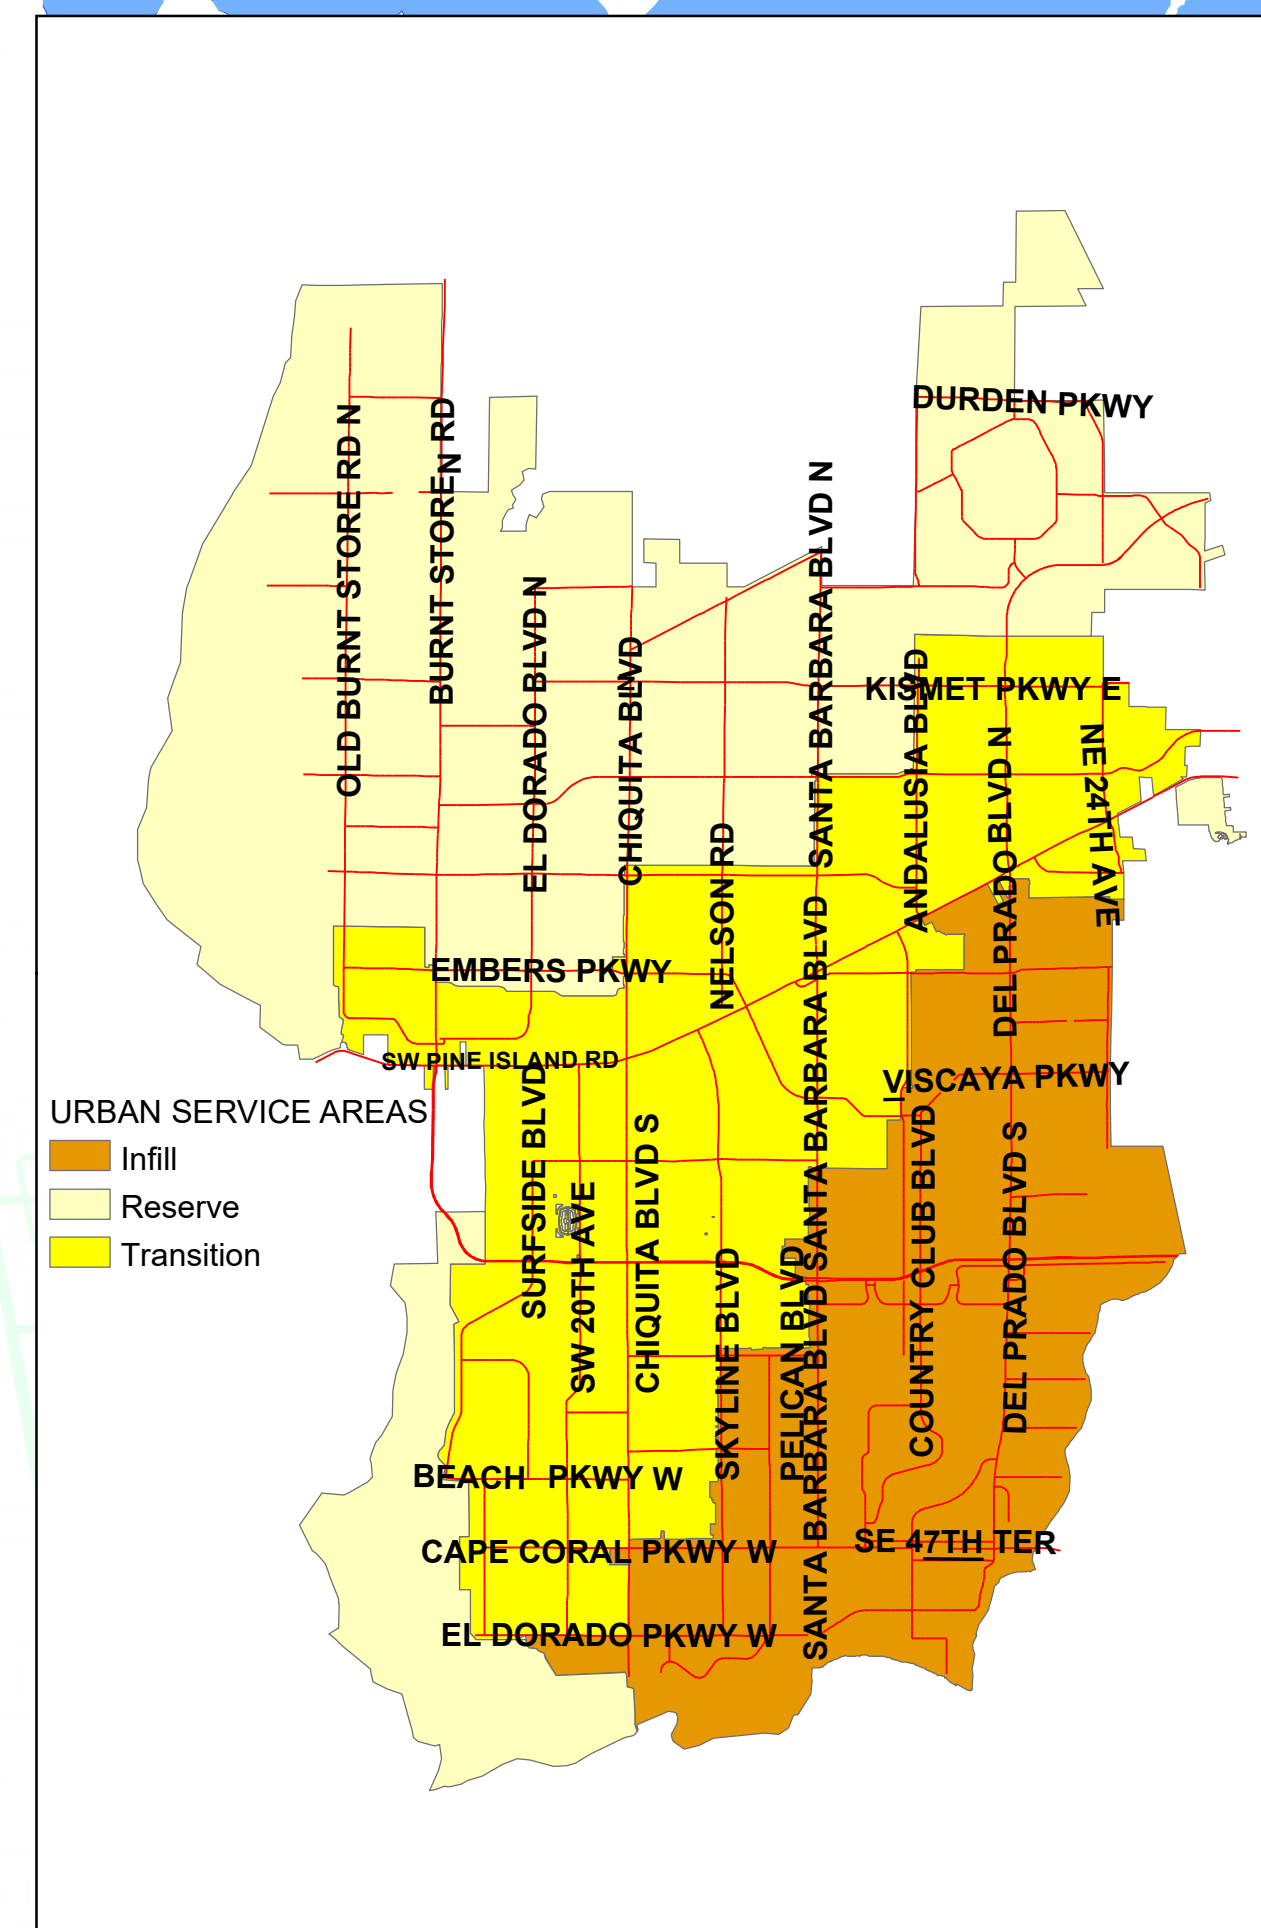 DURDEN PKWY
OLD BURNT STORE RD N
BURNT STORE RD
N
SANTA BARBARA BLVD N
EL DORADO BLVD N
CHIQUITA BLVD
N
KISMET PKWY E
ANDALUSIA BLVD
DEL PRADO BLVD N
NE 24TH AVE
NELSON RD
SANTA BARBARA BLVD
DEL PRADO BLVD N
EMBERS PKWY
SW PINE ISLAND RD
VISCAYA PKWY
URBAN SERVICE AREAS
Infill
Reserve
Transition
SURFSIDE BLVD
SW 20TH AVE
CHIQUITA BLVD S
SKYLINE BLVD
PELICAN BLVD
SANTA BARBARA BLVD
COUNTRY CLUB BLVD
DEL PRADO BLVD S
BEACH PKWY W
CAPE CORAL PKWY W
SE 47TH TER
EL DORADO PKWY W
SANTA BARBARA BLVD